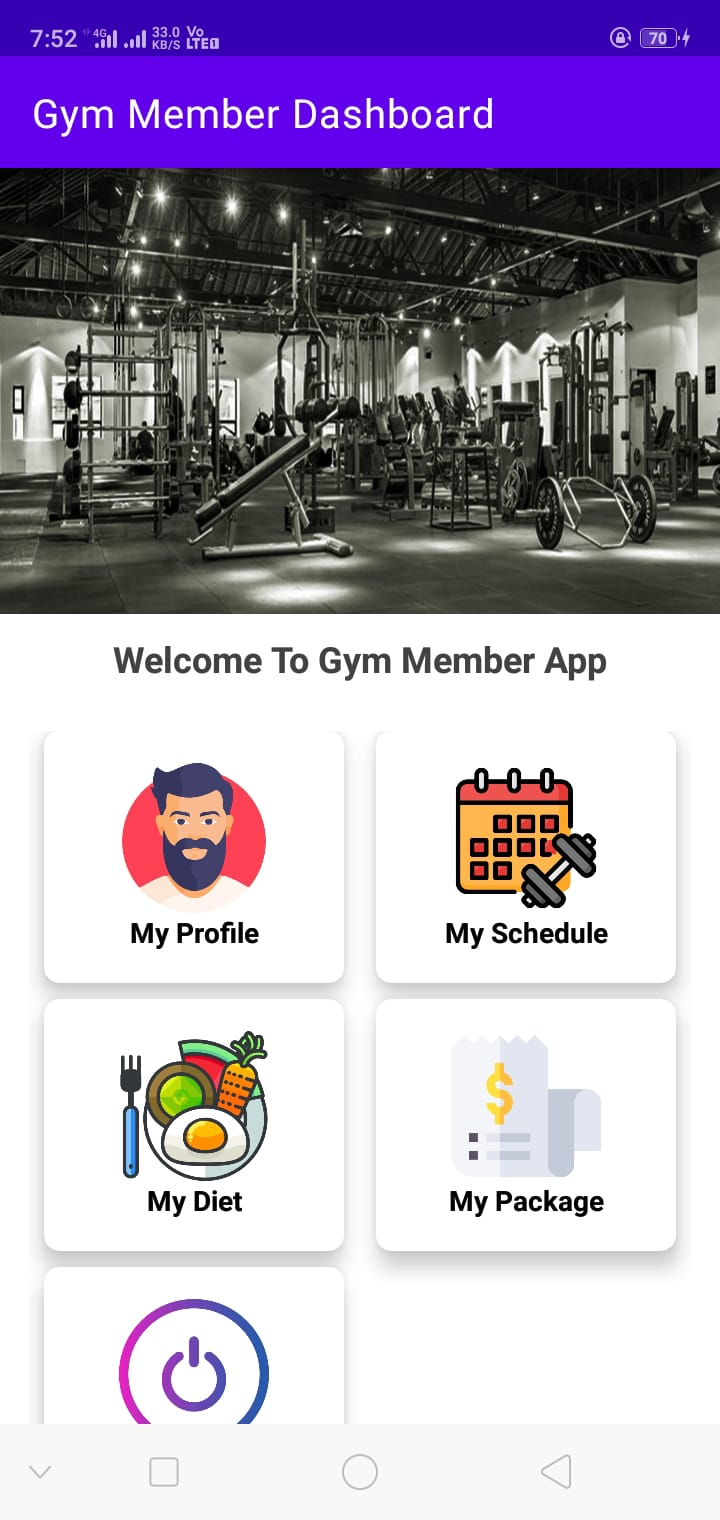 7:52 4G 33.0 KB/S Vo LTE 70
Gym Member Dashboard
Welcome To Gym Member App
My Profile
My Schedule
My Diet
My Package